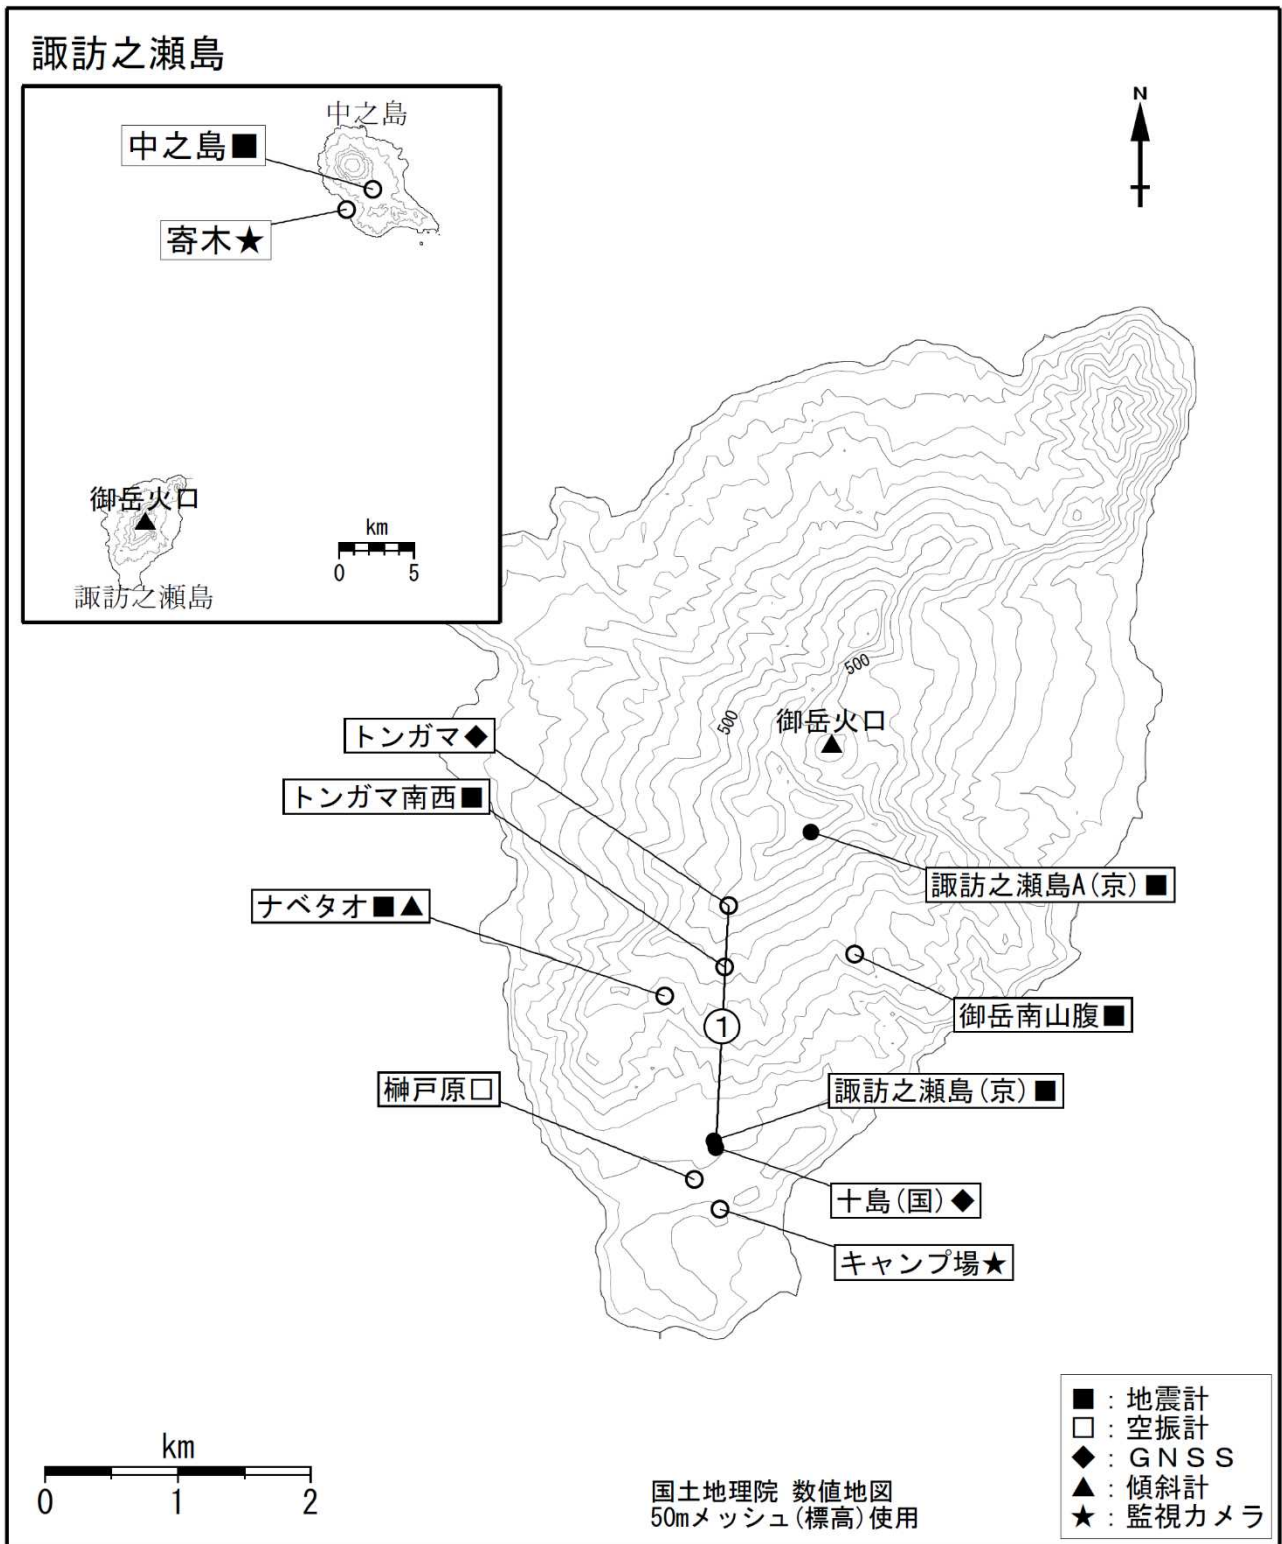 諏訪之瀬島
中之島
中之島■
寄木★
御岳火口
諏訪之瀬島
km
0 5
N
500
500
御岳火口
トンガマ◆
トンガマ南西■
諏訪之瀬島A(京)■
ナベタオ■▲
御岳南山腹■
①
榊戸原□
諏訪之瀬島(京)■
十島(国)◆
キャンプ場★
km
0 1 2
国土地理院 数値地図
50mメッシュ(標高)使用
■：地震計
□：空振計
◆：GNSS
▲：傾斜計
★：監視カメラ